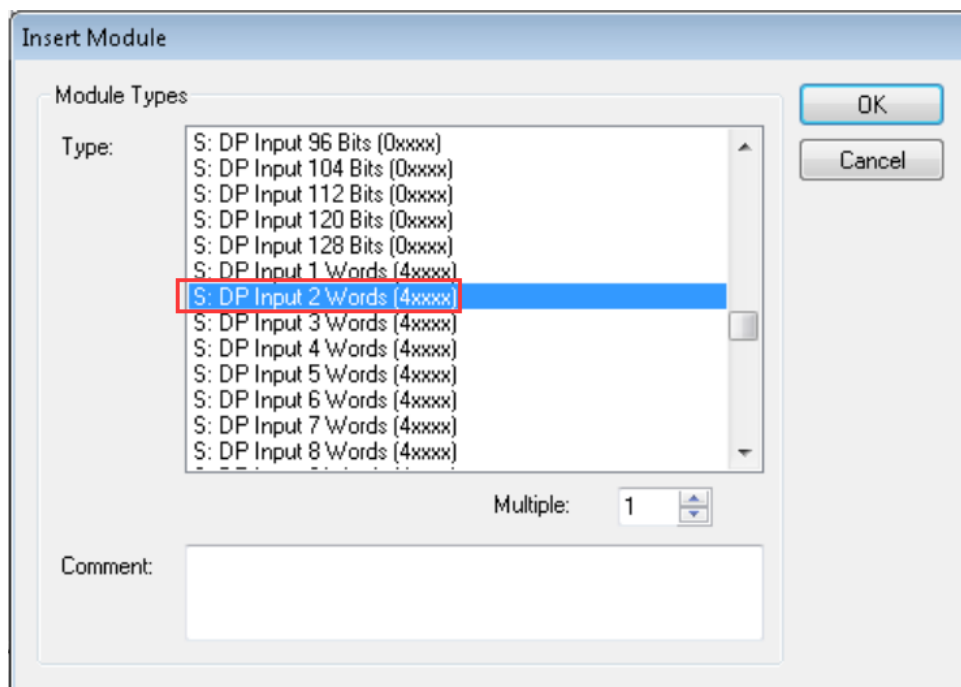 Insert Module
Module Types
OK
Type:
S: DP Input 96 Bits (0xxxx)
S: DP Input 104 Bits (0xxxx)
Cancel
S: DP Input 112 Bits (0xxxx)
S: DP Input 120 Bits (0xxxx)
S: DP Input 128 Bits (0xxxx)
S: DP Input 1 Words (4xxxx)
S: DP Input 2 Words (4xxxx)
S: DP Input 3 Words (4xxxx)
S: DP Input 4 Words (4xxxx)
S: DP Input 5 Words (4xxxx)
S: DP Input 6 Words (4xxxx)
S: DP Input 7 Words (4xxxx)
S: DP Input 8 Words (4xxxx)
Multiple: 1
Comment: